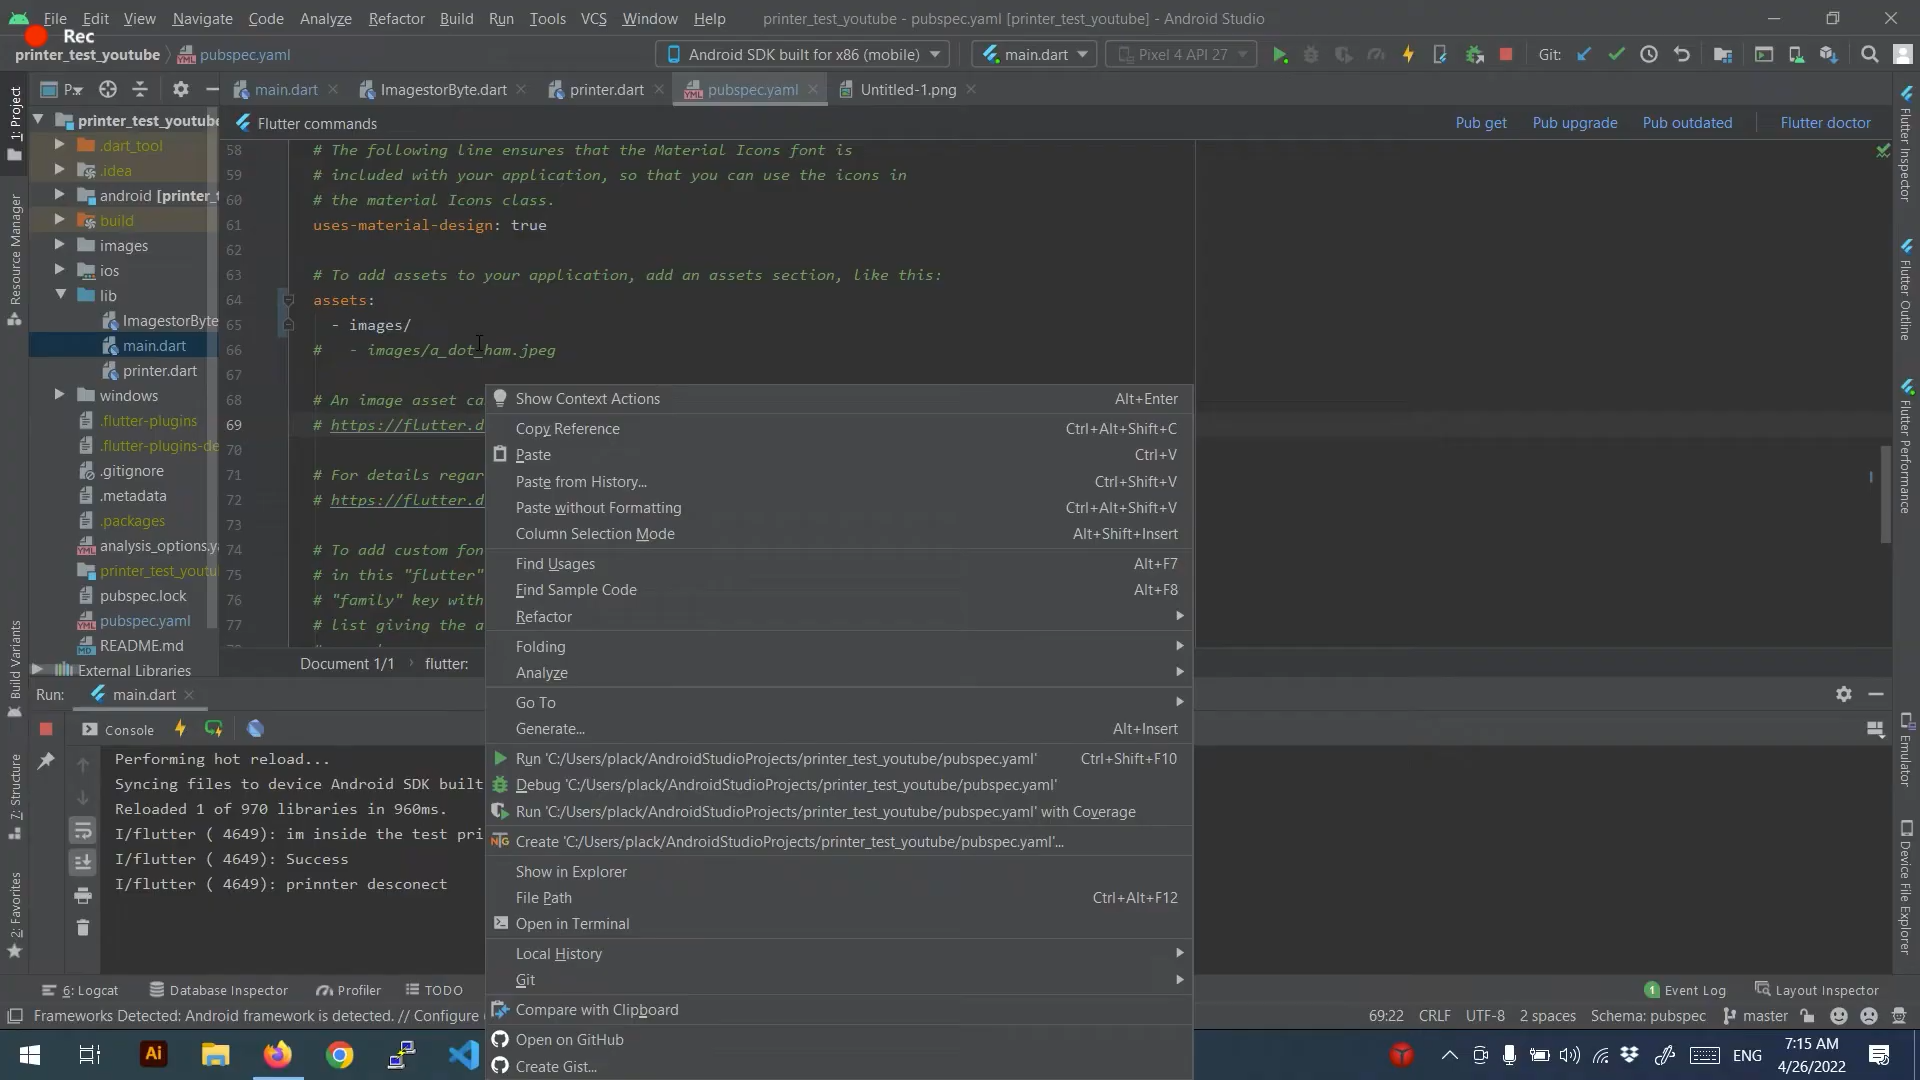 File Edit View Navigate Code Analyze Refactor Build Run Tools VCS Window Help printer_test_youtube - pubspec.yaml [printer_test_youtube] - Android Studio
Rec
printer_test_youtube pubspec.yaml Android SDK built for x86 (mobile) main.dart Pixel 4 API 27 Git:
main.dart ImagestorByte.dart printer.dart pubspec.yaml Untitled-1.png
Flutter commands Pub get Pub upgrade Pub outdated Flutter doctor
1: Project
Resource Manager
Build Variants
7: Structure
2: Favorites
P
printer_test_youtube
.dart_tool
.idea
android [printer_t
build
images
ios
lib
ImagestorByte
main.dart
printer.dart
windows
.flutter-plugins
.flutter-plugins-de
.gitignore
.metadata
.packages
analysis_options.ya
printer_test_youtu
pubspec.lock
pubspec.yaml
README.md
External Libraries
58 # The following line ensures that the Material Icons font is
59 # included with your application, so that you can use the icons in
60 # the material Icons class.
61 uses-material-design: true
62
63 # To add assets to your application, add an assets section, like this:
64 assets:
65 - images/
66 # - images/a_dot_ham.jpeg
67
68 # An image asset ca
69 # https://flutter.d
70
71 # For details regar
72 # https://flutter.d
73
74 # To add custom fon
75 # in this "flutter"
76 # "family" key with
77 # list giving the a
Document 1/1 flutter:
Show Context Actions Alt+Enter
Copy Reference Ctrl+Alt+Shift+C
Paste Ctrl+V
Paste from History... Ctrl+Shift+V
Paste without Formatting Ctrl+Alt+Shift+V
Column Selection Mode Alt+Shift+Insert
Find Usages Alt+F7
Find Sample Code Alt+F8
Refactor
Folding
Analyze
Go To
Generate... Alt+Insert
Run 'C:/Users/plack/AndroidStudioProjects/printer_test_youtube/pubspec.yaml' Ctrl+Shift+F10
Debug 'C:/Users/plack/AndroidStudioProjects/printer_test_youtube/pubspec.yaml'
Run 'C:/Users/plack/AndroidStudioProjects/printer_test_youtube/pubspec.yaml' with Coverage
Create 'C:/Users/plack/AndroidStudioProjects/printer_test_youtube/pubspec.yaml'...
Show in Explorer
File Path Ctrl+Alt+F12
Open in Terminal
Local History
Git
Compare with Clipboard
Open on GitHub
Create Gist...
Flutter Inspector
Flutter Outline
Flutter Performance
Emulator
Device File Explorer
Run: main.dart
Console
Performing hot reload...
Syncing files to device Android SDK built
Reloaded 1 of 970 libraries in 960ms.
I/flutter ( 4649): im inside the test pri
I/flutter ( 4649): Success
I/flutter ( 4649): prinnter desconect
6: Logcat Database Inspector Profiler TODO 1 Event Log Layout Inspector
Frameworks Detected: Android framework is detected. // Configure 69:22 CRLF UTF-8 2 spaces Schema: pubspec master
Ai ENG 7:15 AM
4/26/2022